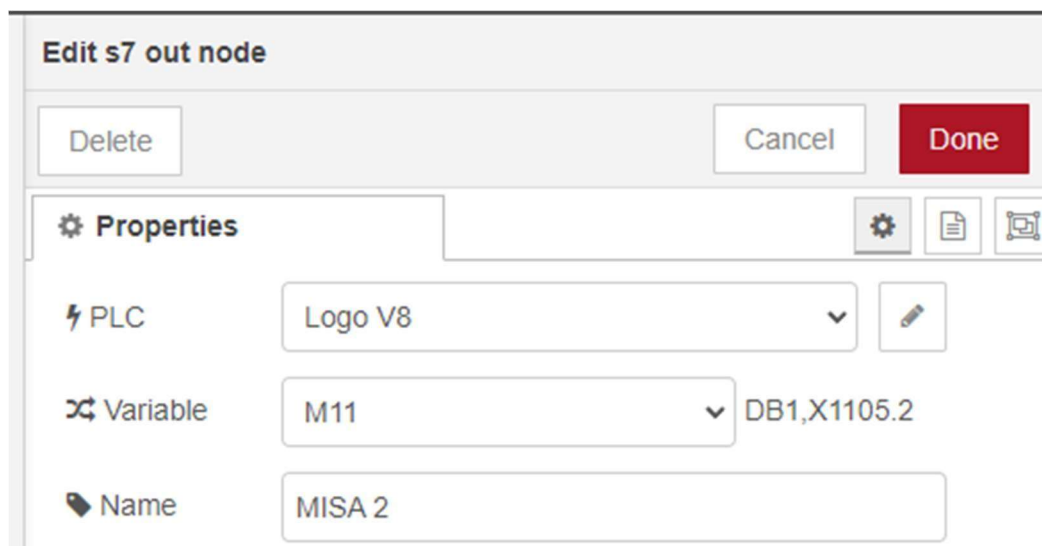 Edit s7 out node
Delete Cancel Done
Properties
PLC Logo V8
Variable M11 DB1,X1105.2
Name MISA 2